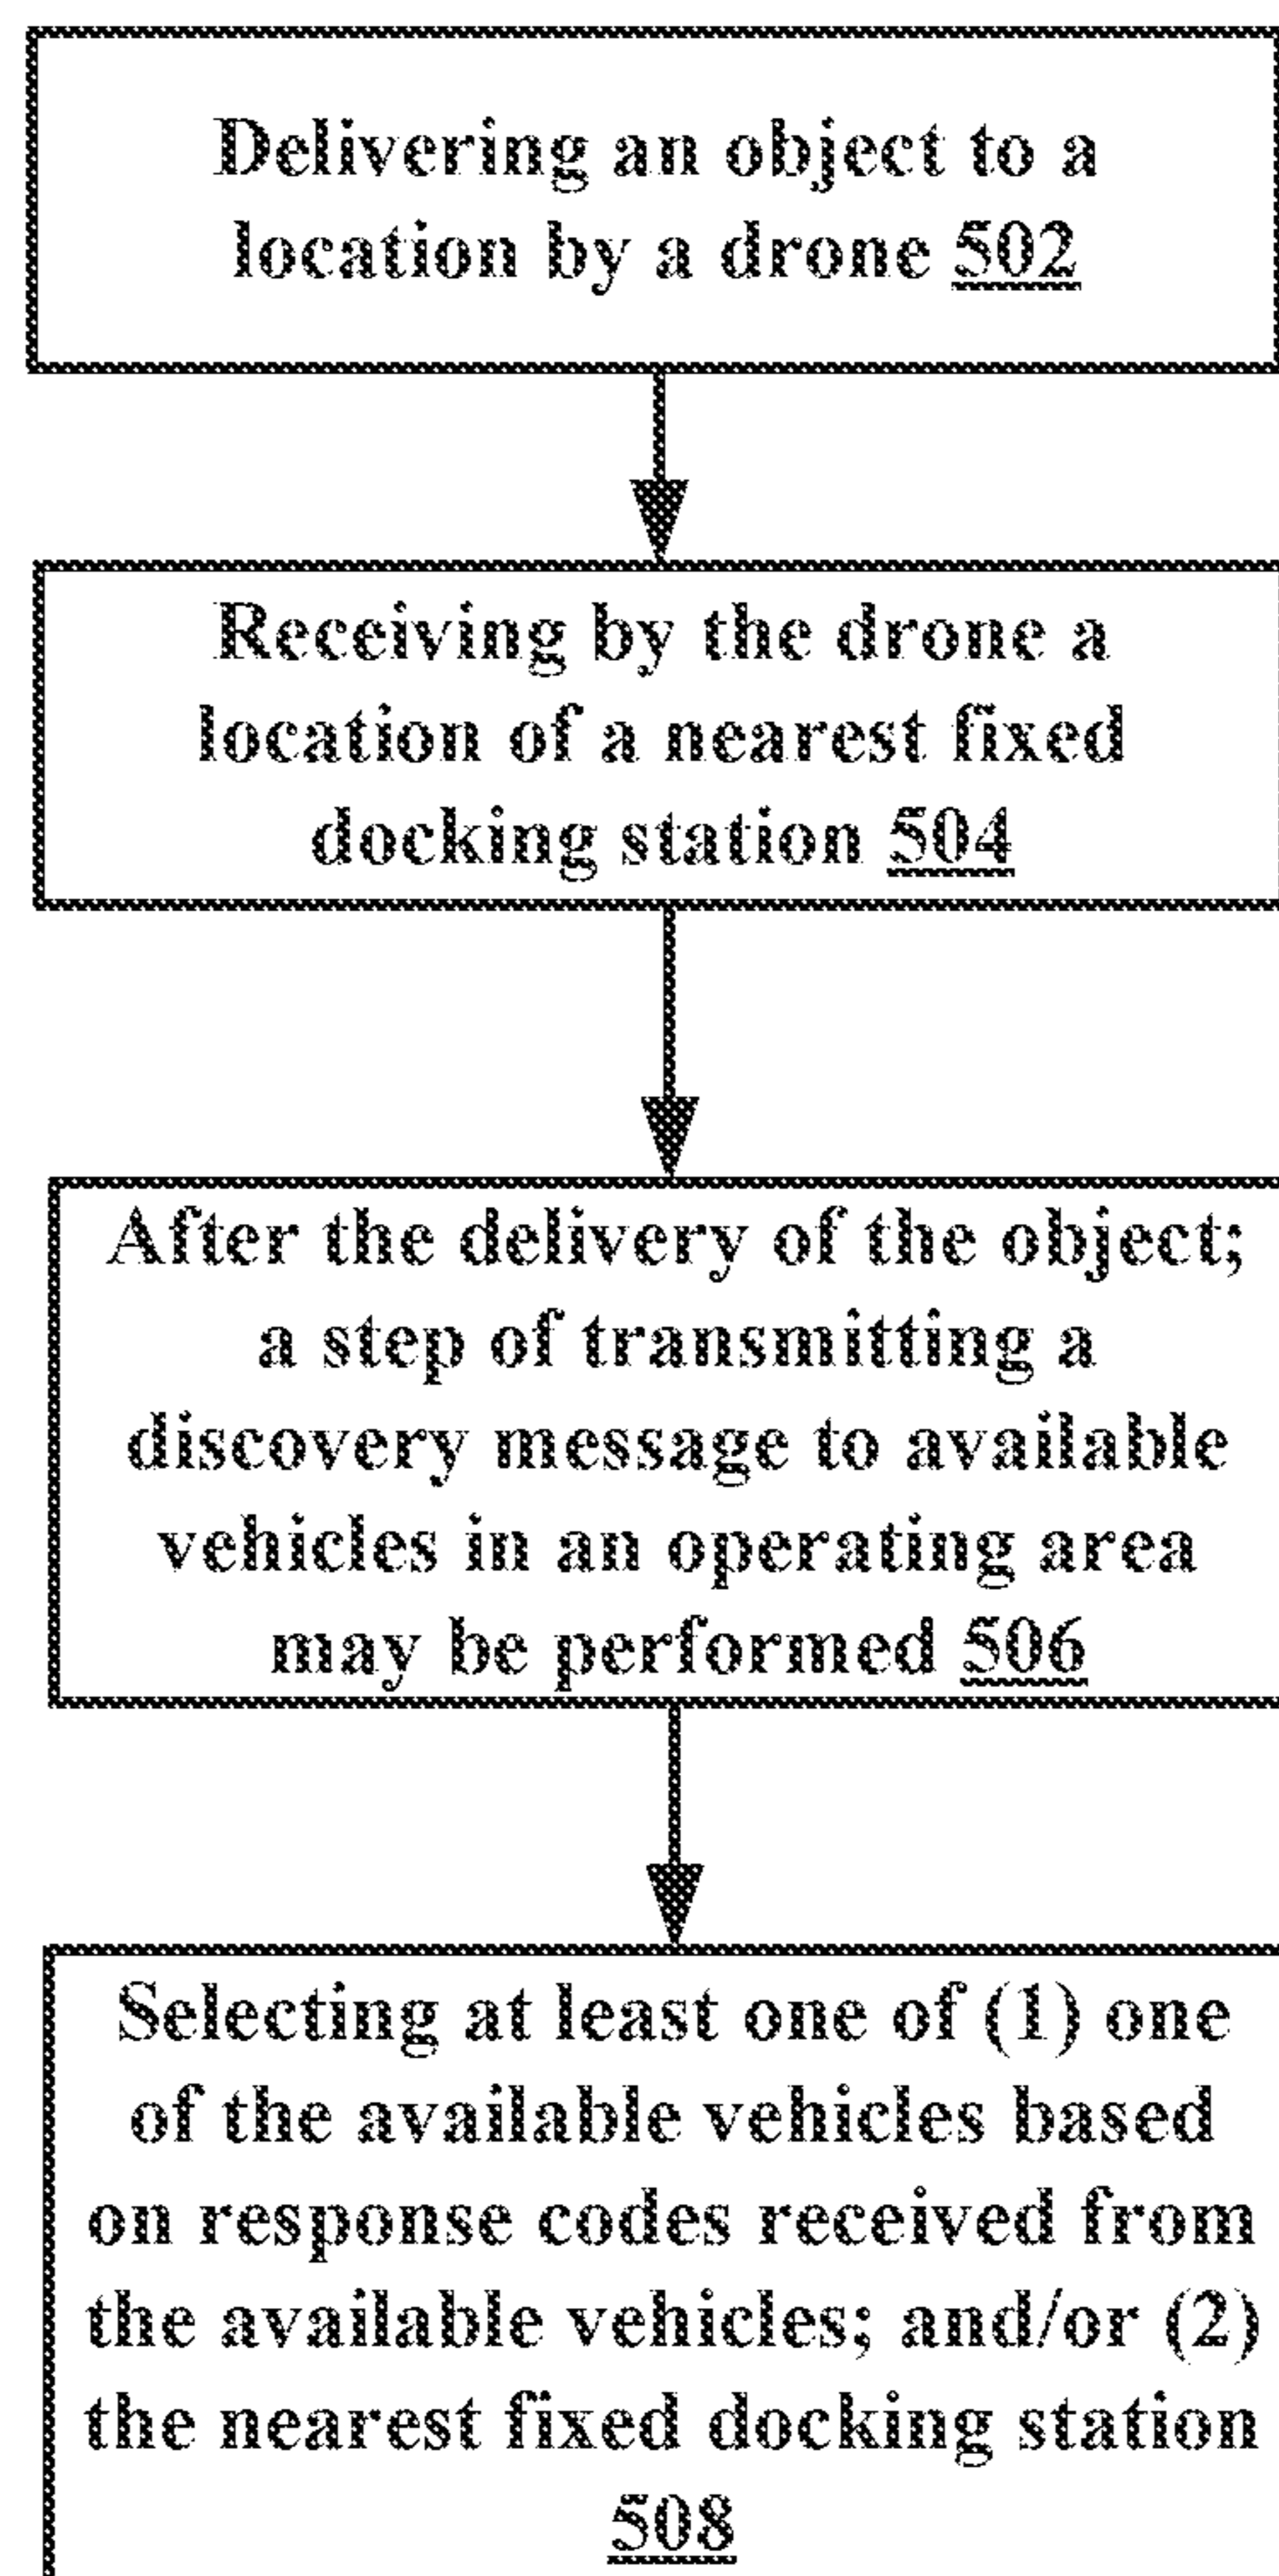 Delivering an object to a
location by a drone 502
Receiving by the drone a
location of a nearest fixed
docking station 504
After the delivery of the object;
a step of transmitting a
discovery message to available
vehicles in an operating area
may be performed 506
Selecting at least one of (1) one
of the available vehicles based
on response codes received from
the available vehicles; and/or (2)
the nearest fixed docking station
508